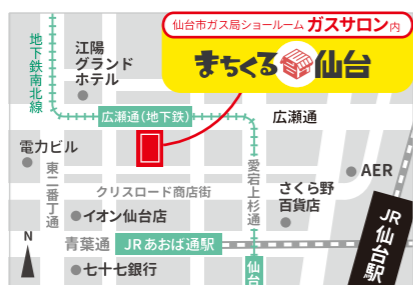 仙台市ガス局ショールーム ガスサロン内
まちくる仙台
地下鉄南北線
江陽
グランド
ホテル
広瀬通(地下鉄)
広瀬通
電力ビル
東二番丁通
愛宕上杉通
AER
クリスロード商店街
さくら野
百貨店
イオン仙台店
N
青葉通
JRあおば通駅
JR仙台駅
七十七銀行
仙台